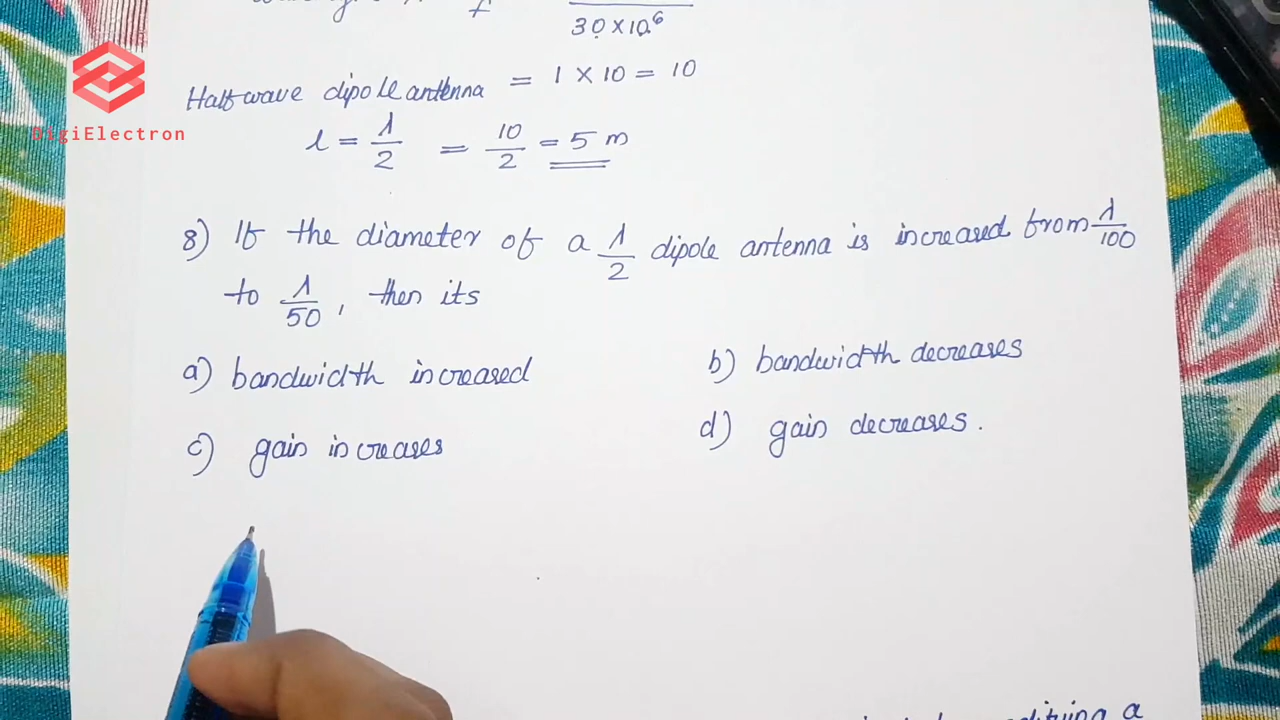 f
30 × 10⁶
Half wave dipole antenna = 1 × 10 = 10
DigiElectron
l = λ/2 = 10/2 = 5 m
8) If the diameter of a λ/2 dipole antenna is increased from λ/100
to λ/50, then its
a) bandwidth increased
b) bandwidth decreases
c) gain increases
d) gain decreases.
a